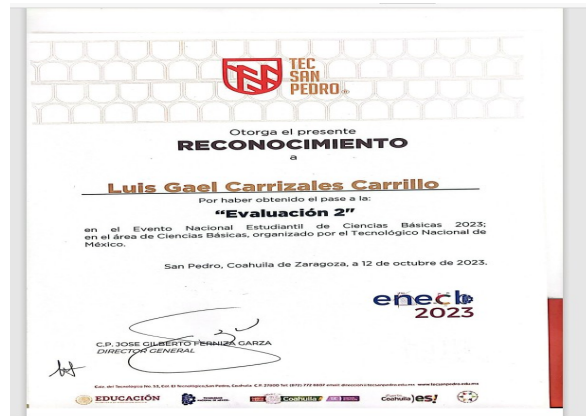 TEC
SAN
PEDRO
Otorga el presente
RECONOCIMIENTO
a
Luis Gael Carrizales Carrillo
Por haber obtenido el pase a la:
“Evaluación 2”
en el Evento Nacional Estudiantil de Ciencias Básicas 2023;
en el área de Ciencias Básicas, organizado por el Tecnológico Nacional de
México.
San Pedro, Coahuila de Zaragoza, a 12 de octubre de 2023.
enecb
2023
C.P. JOSE GILBERTO FERNIZA GARZA
DIRECTOR GENERAL
EDUCACIÓN
Coahuila
Coahuila ¡es!